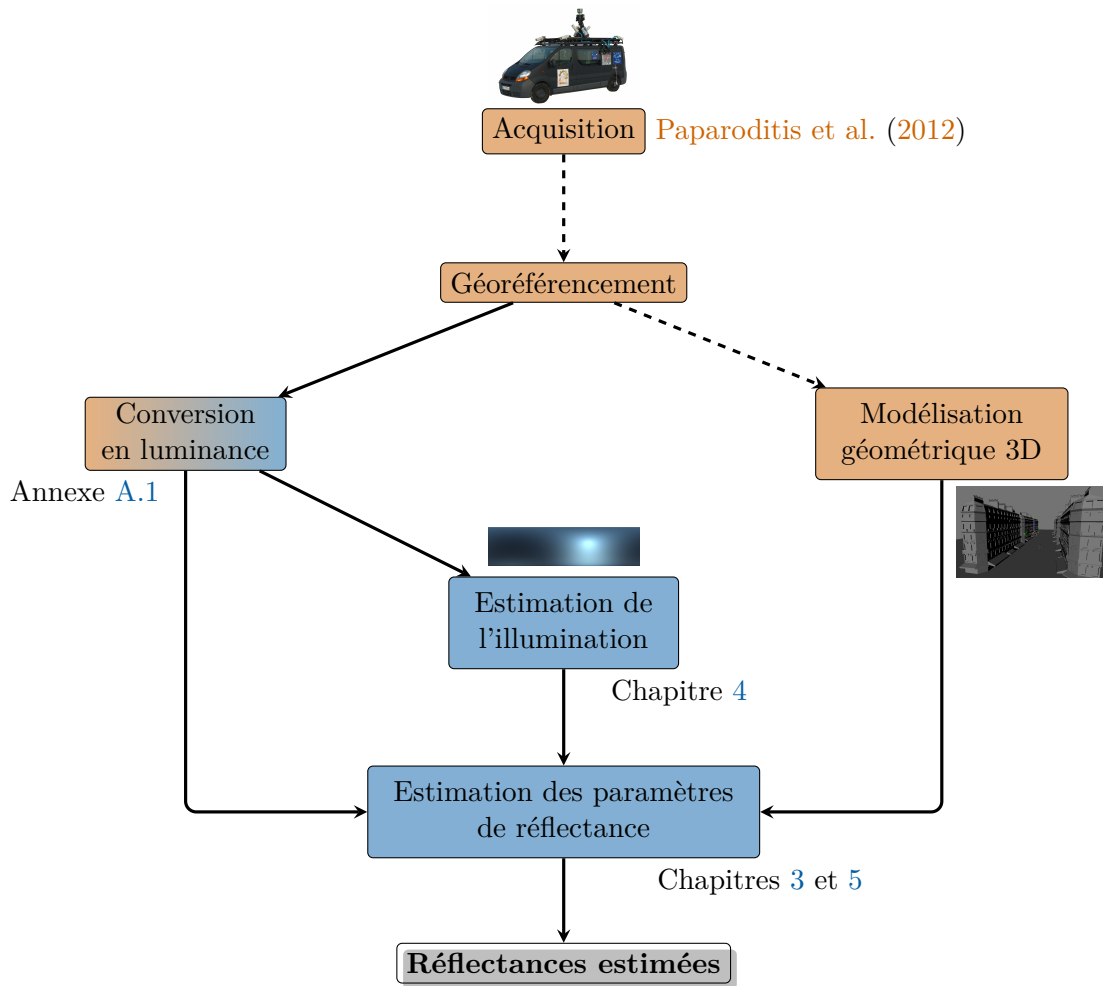 Acquisition Paparoditis et al. (2012)
Géoréférencement
Conversion
en luminance
Modélisation
géométrique 3D
Annexe A.1
Estimation de
l'illumination
Chapitre 4
Estimation des paramètres
de réflectance
Chapitres 3 et 5
Réflectances estimées